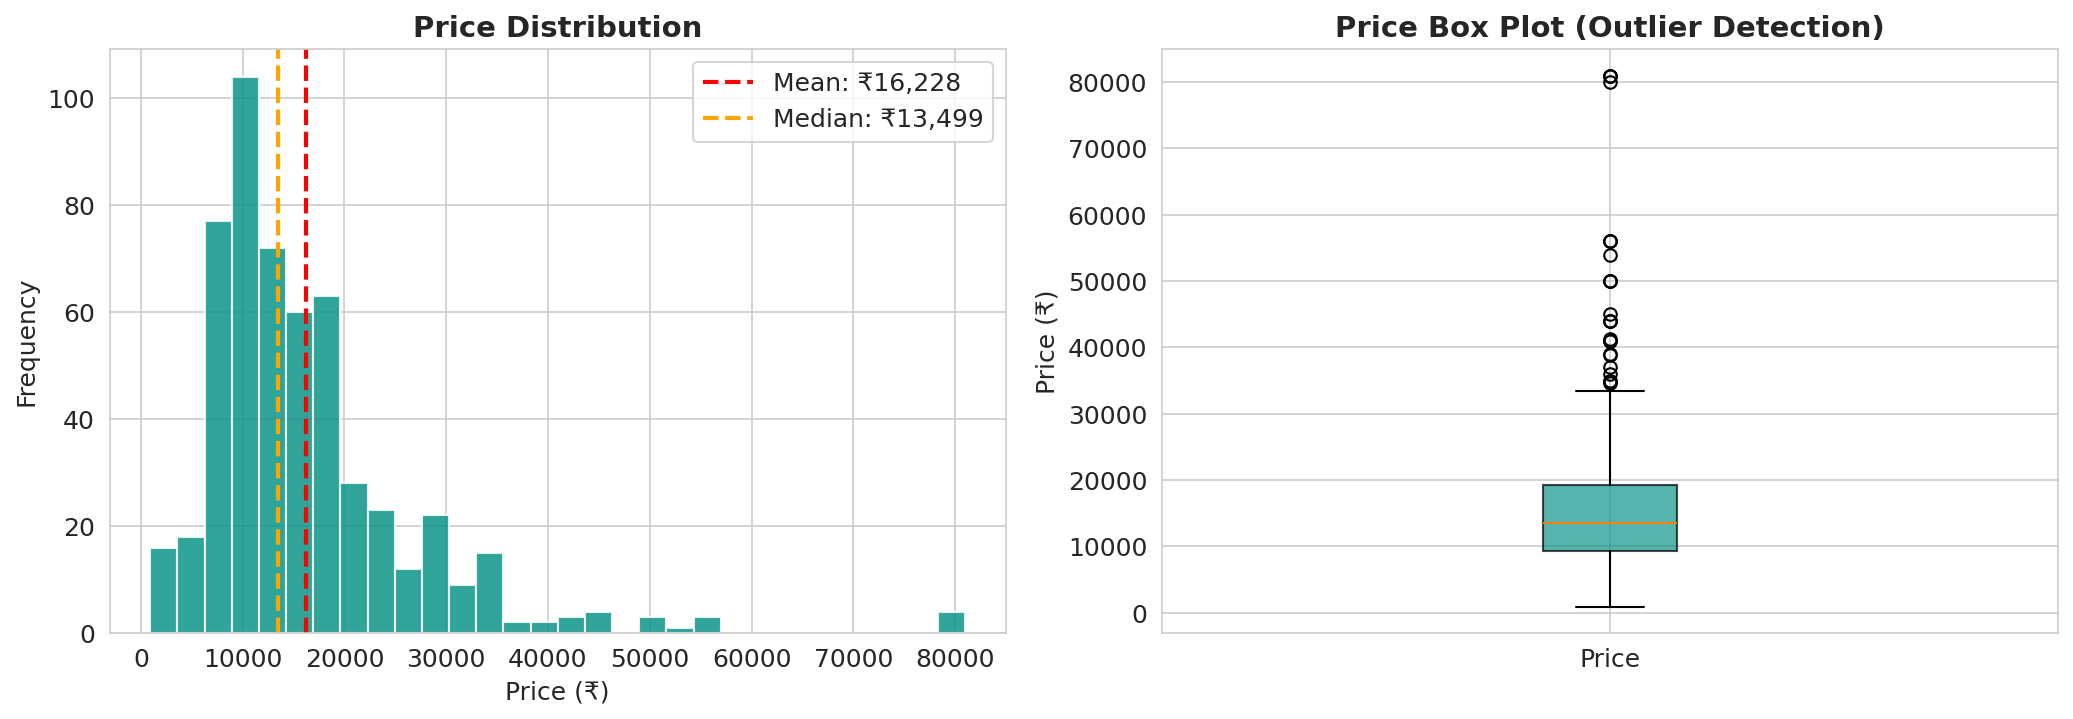 Price Distribution
Mean: ₹16,228
Median: ₹13,499
100
80
60
40
20
0
Frequency
0 10000 20000 30000 40000 50000 60000 70000 80000
Price (₹)
Price Box Plot (Outlier Detection)
80000
70000
60000
50000
40000
30000
20000
10000
0
Price (₹)
Price